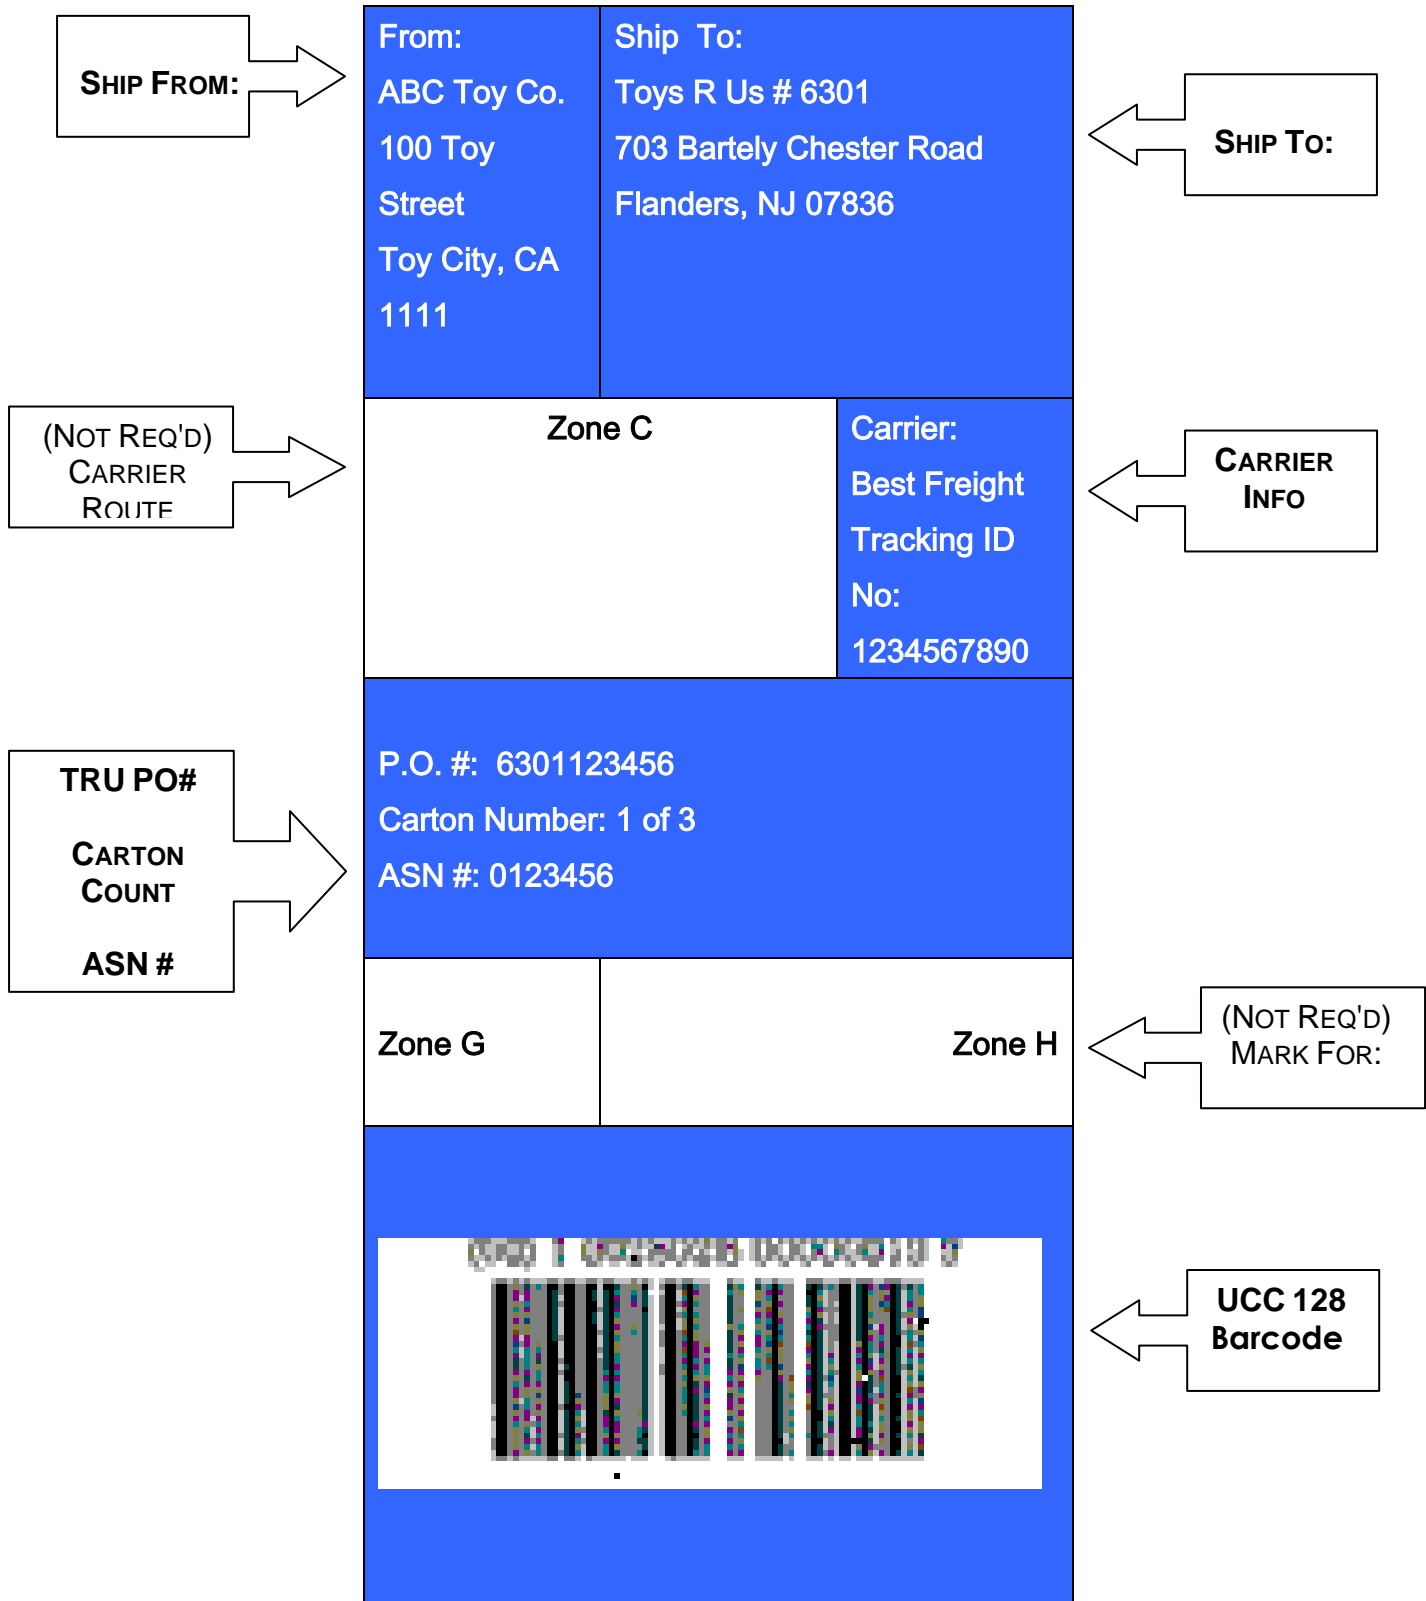 SHIP FROM:
From:
ABC Toy Co.
100 Toy
Street
Toy City, CA
1111
Ship  To:
Toys R Us # 6301
703 Bartely Chester Road
Flanders, NJ 07836
SHIP TO:
(NOT REQ'D)
CARRIER
ROUTE
Zone C
Carrier:
Best Freight
Tracking ID
No:
1234567890
CARRIER
INFO
TRU PO#
CARTON
COUNT
ASN #
P.O. #:  6301123456
Carton Number: 1 of 3
ASN #: 0123456
Zone G
Zone H
(NOT REQ'D)
MARK FOR:
UCC 128
Barcode